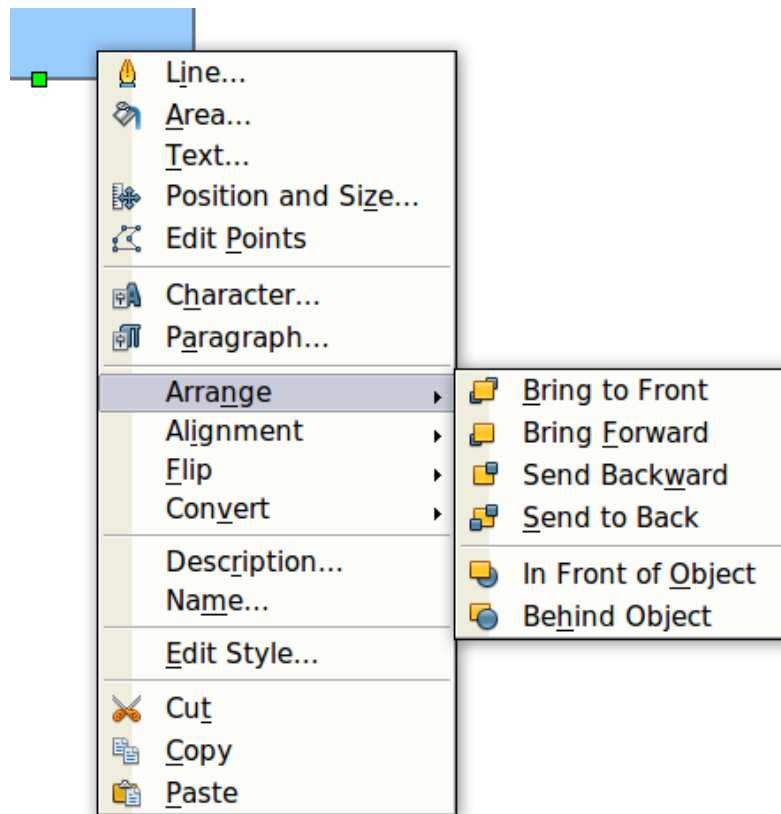 Line...
Area...
Text...
Position and Size...
Edit Points
Character...
Paragraph...
Arrange
Alignment
Flip
Convert
Description...
Name...
Edit Style...
Cut
Copy
Paste
Bring to Front
Bring Forward
Send Backward
Send to Back
In Front of Object
Behind Object